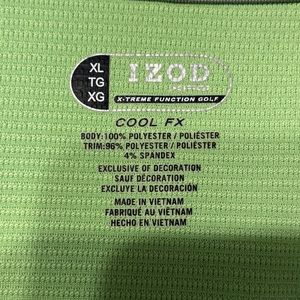 XL
TG
XG
IZOD
X-TREME FUNCTION GOLF
COOL FX
BODY:100% POLYESTER / POLIÉSTER
TRIM:96% POLYESTER / POLIÉSTER
4% SPANDEX
EXCLUSIVE OF DECORATION
SAUF DÉCORATION
EXCLUYE LA DECORACIÓN
MADE IN VIETNAM
FABRIQUÉ AU VIÊTNAM
HECHO EN VIETNAM